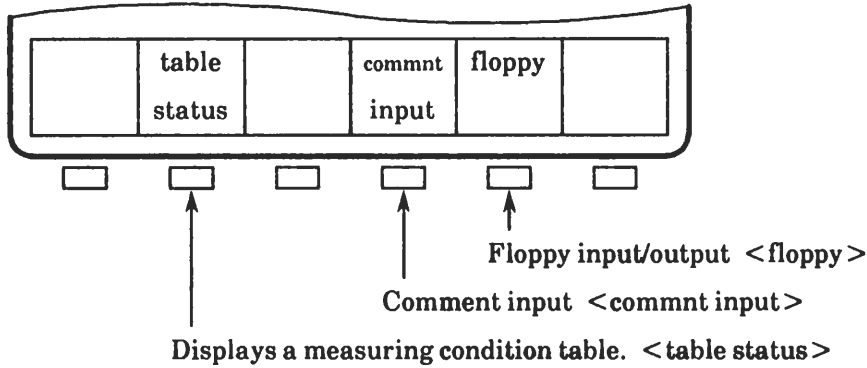 table
status
commnt
input
floppy
Floppy input/output <floppy>
Comment input <commnt input>
Displays a measuring condition table. <table status>